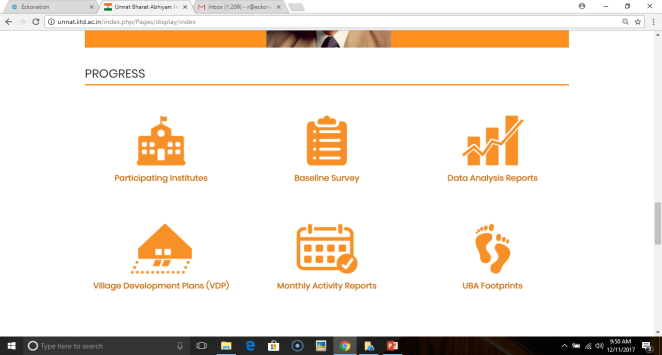 Eckovation
Unnat Bharat Abhiyan: In
Inbox (1,209) - r@eckov
unnat.iitd.ac.in/index.php/Pages/display/index
PROGRESS
Participating Institutes
Baseline Survey
Data Analysis Reports
Village Development Plans (VDP)
Monthly Activity Reports
UBA Footprints
Type here to search
9:50 AM
12/11/2017